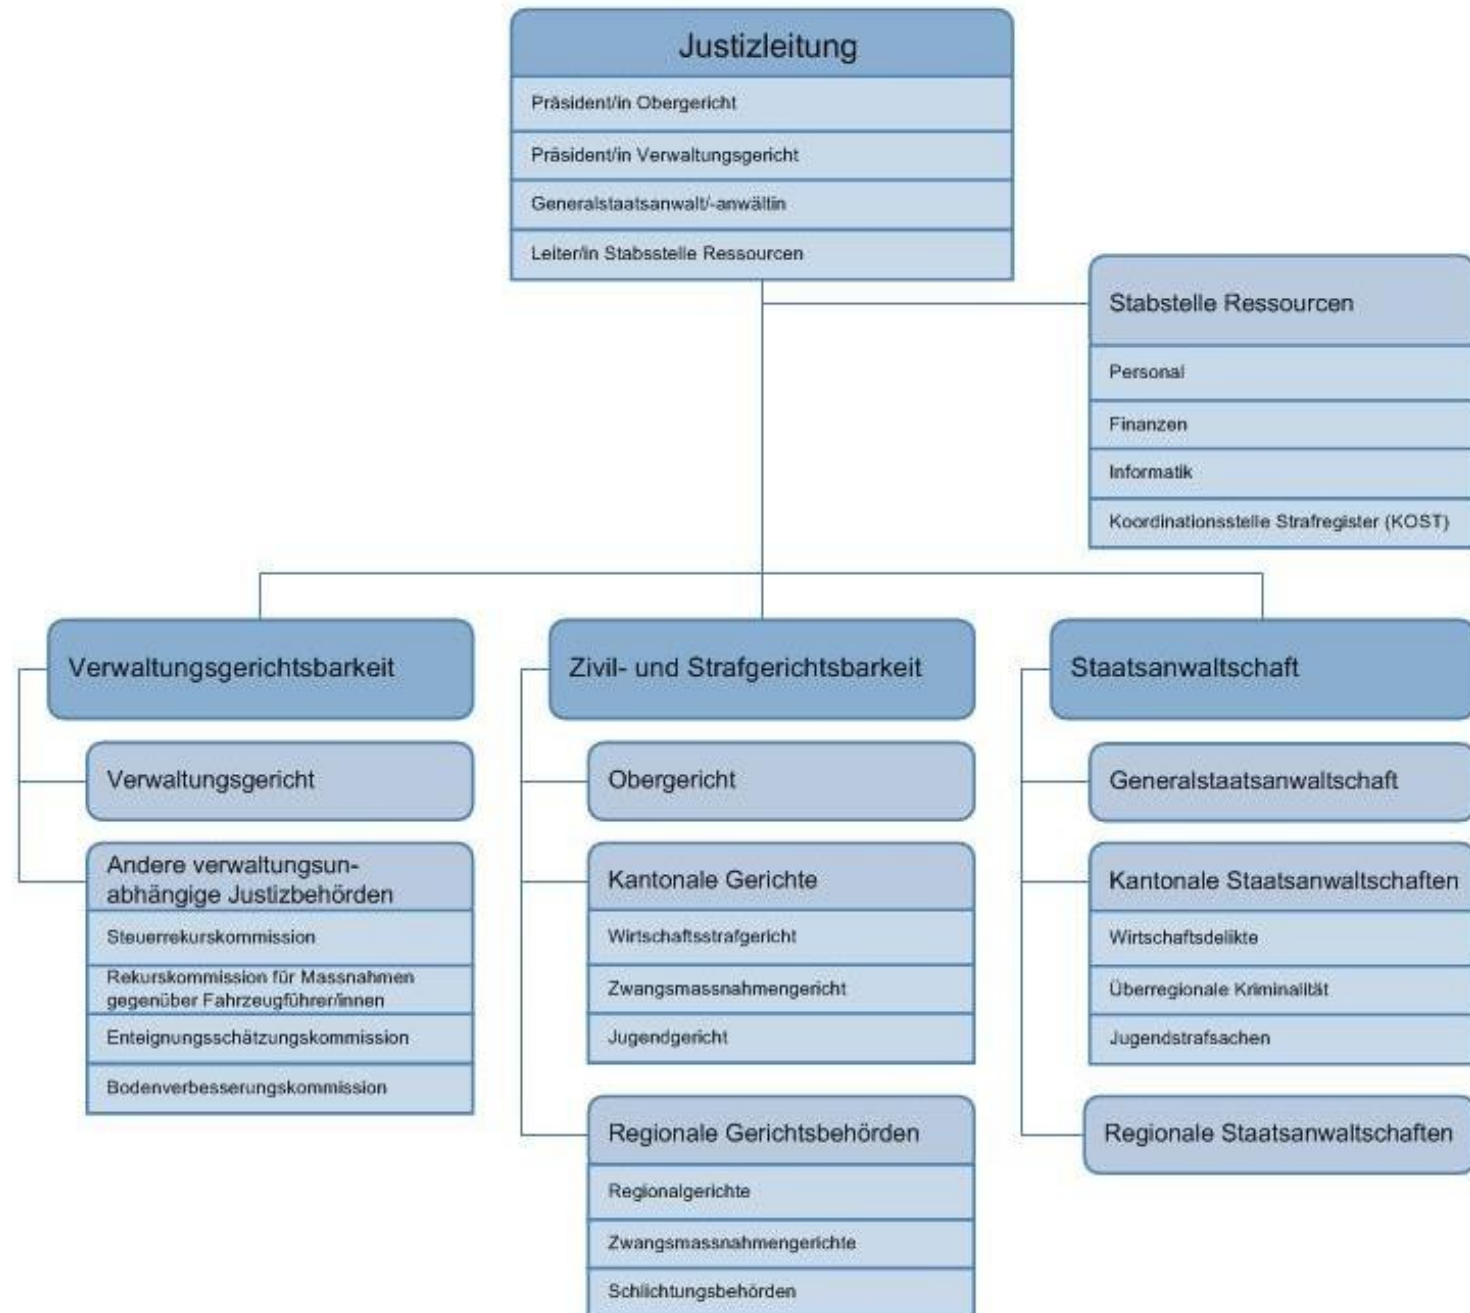 Justizleitung
Präsident/in Obergericht
Präsident/in Verwaltungsgericht
Generalstaatsanwalt/-anwältin
Leiter/in Stabsstelle Ressourcen
Stabstelle Ressourcen
Personal
Finanzen
Informatik
Koordinationsstelle Strafregister (KOST)
Verwaltungsgerichtsbarkeit
Verwaltungsgericht
Andere verwaltungsun-
abhängige Justizbehörden
Steuerrekurskommission
Rekurskommission für Massnahmen
gegenüber Fahrzeugführer/innen
Enteignungsschätzungskommission
Bodenverbesserungskommission
Zivil- und Strafgerichtsbarkeit
Obergericht
Kantonale Gerichte
Wirtschaftsstrafgericht
Zwangsmassnahmengericht
Jugendgericht
Regionale Gerichtsbehörden
Regionalgerichte
Zwangsmassnahmengerichte
Schlichtungsbehörden
Staatsanwaltschaft
Generalstaatsanwaltschaft
Kantonale Staatsanwaltschaften
Wirtschaftsdelikte
Überregionale Kriminalität
Jugendstrafsachen
Regionale Staatsanwaltschaften